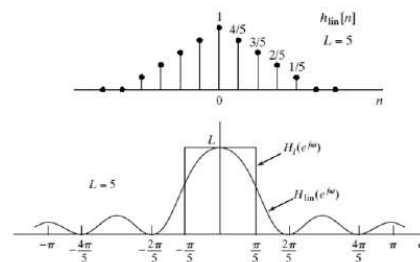 1
h_lin[n]
4/5
L = 5
3/5
2/5
1/5
0
n
L
H_i(e^{jω})
L = 5
H_lin(e^{jω})
−π
−4π/5
−2π/5
−π/5
π/5
2π/5
4π/5
π